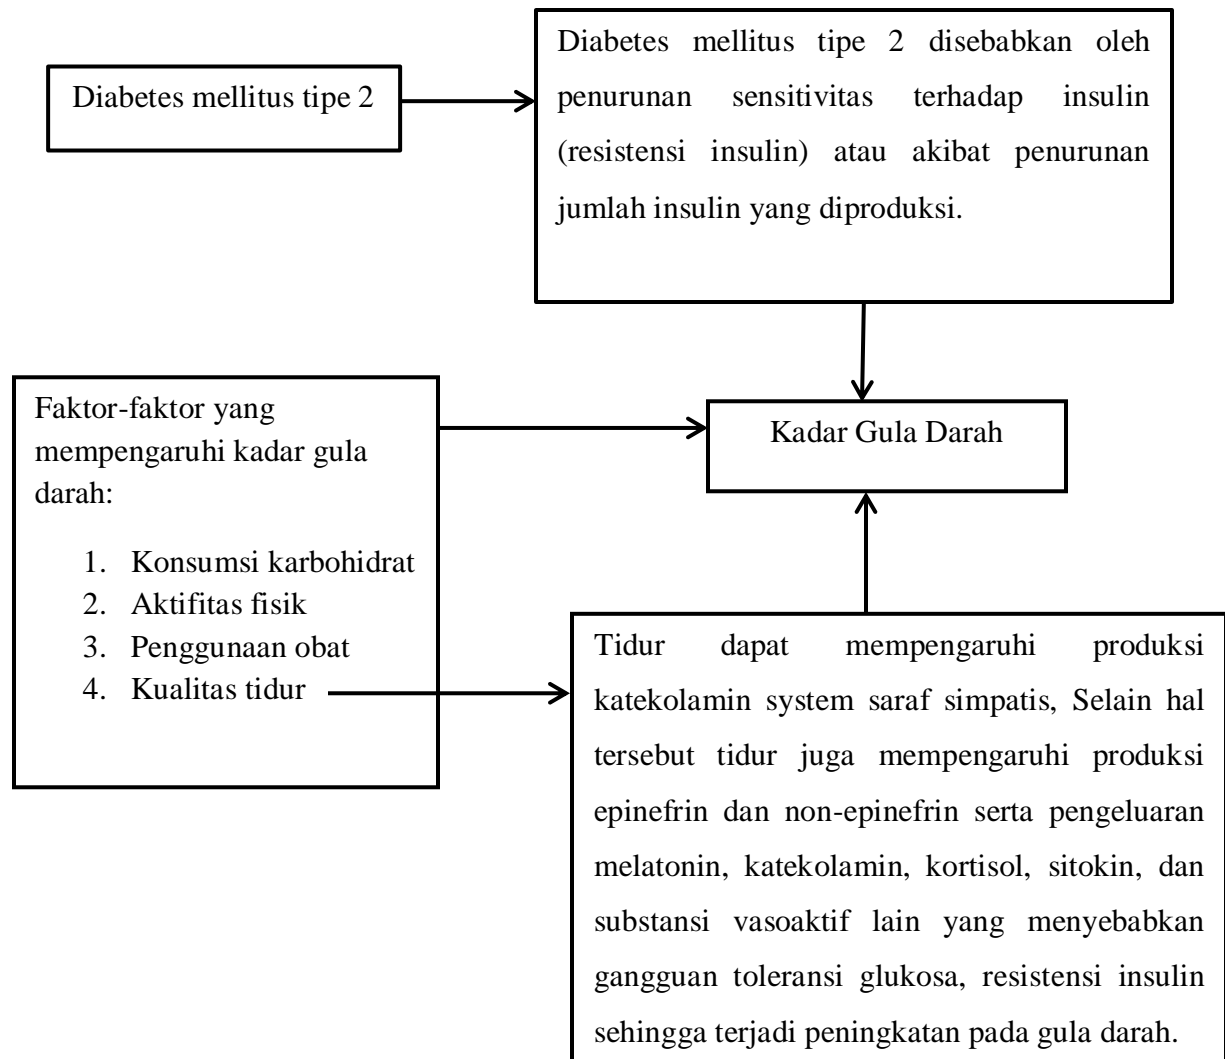 Diabetes mellitus tipe 2
Diabetes mellitus tipe 2 disebabkan oleh
penurunan sensitivitas terhadap insulin
(resistensi insulin) atau akibat penurunan
jumlah insulin yang diproduksi.
Faktor-faktor yang
mempengaruhi kadar gula
darah:
1. Konsumsi karbohidrat
2. Aktifitas fisik
3. Penggunaan obat
4. Kualitas tidur
Kadar Gula Darah
Tidur dapat mempengaruhi produksi
katekolamin system saraf simpatis, Selain hal
tersebut tidur juga mempengaruhi produksi
epinefrin dan non-epinefrin serta pengeluaran
melatonin, katekolamin, kortisol, sitokin, dan
substansi vasoaktif lain yang menyebabkan
gangguan toleransi glukosa, resistensi insulin
sehingga terjadi peningkatan pada gula darah.